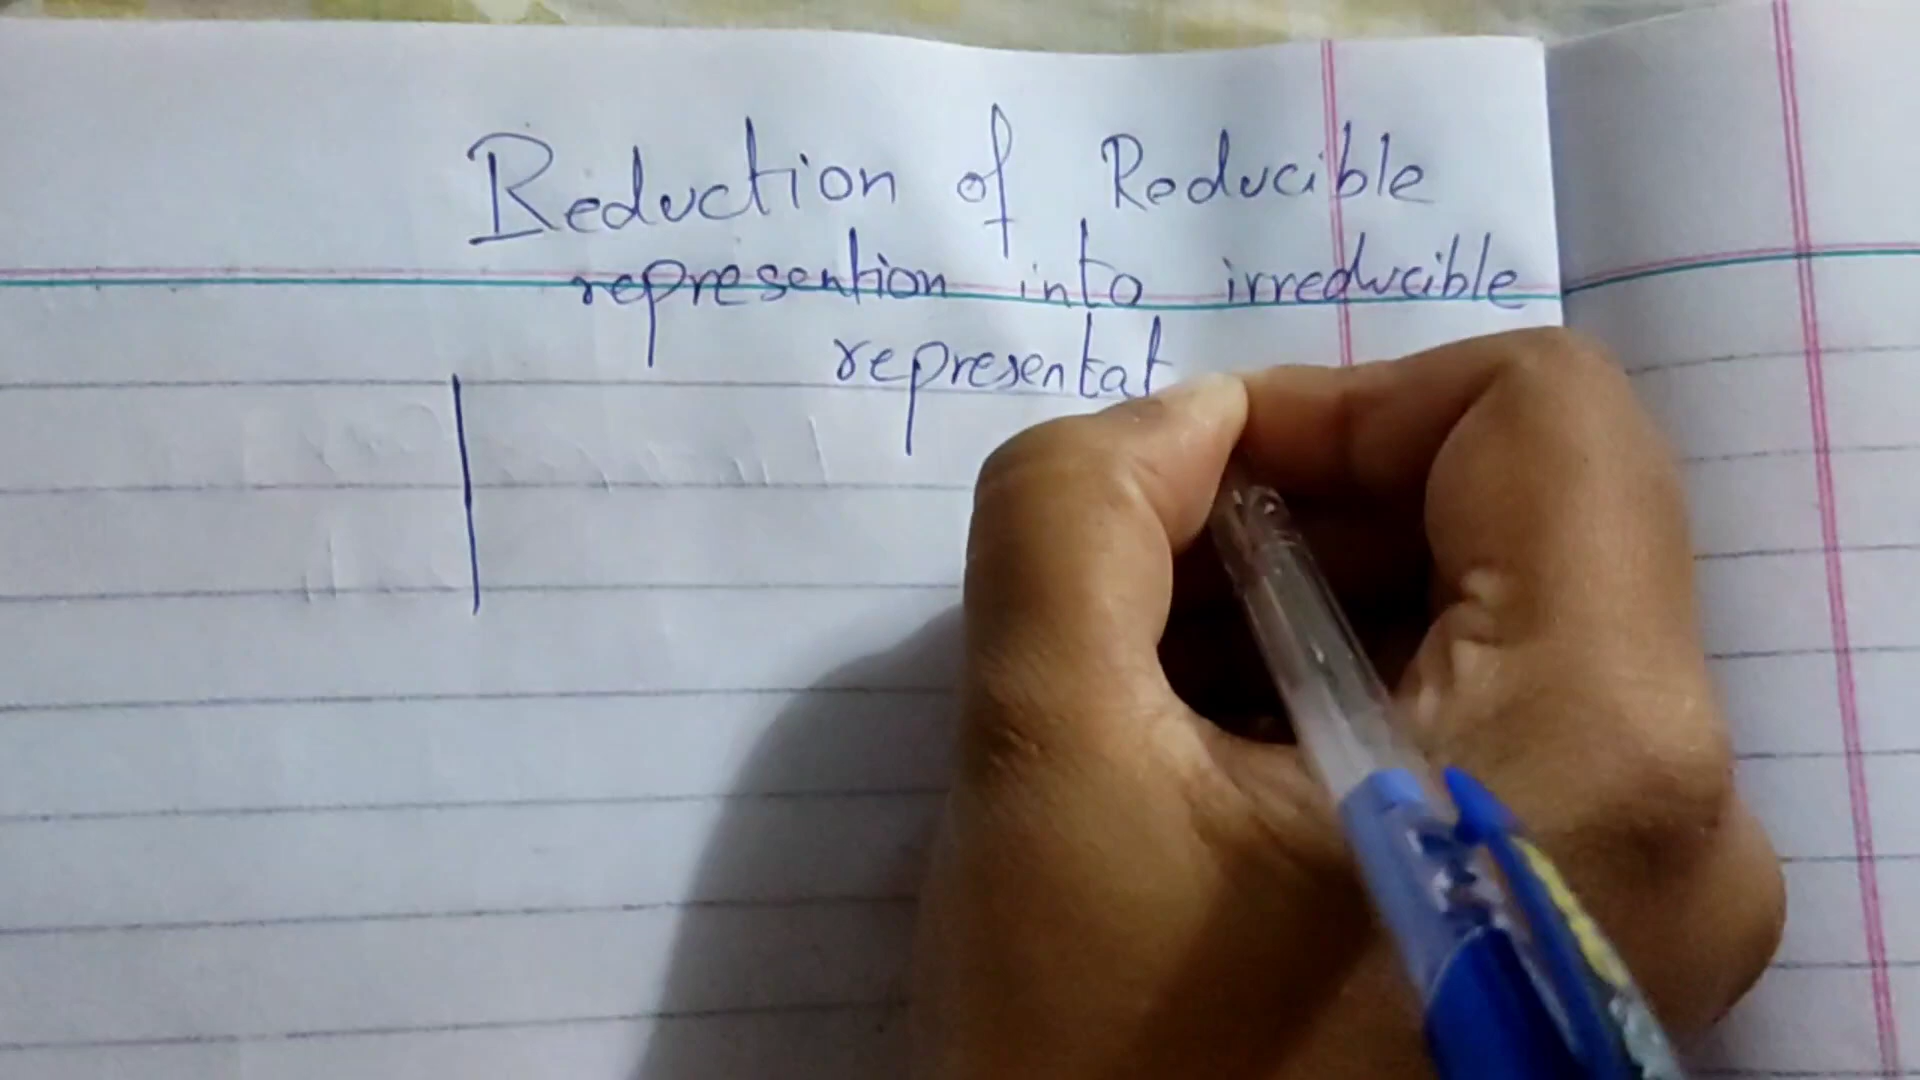 Reduction of Reducible
represention into irreducible
representat